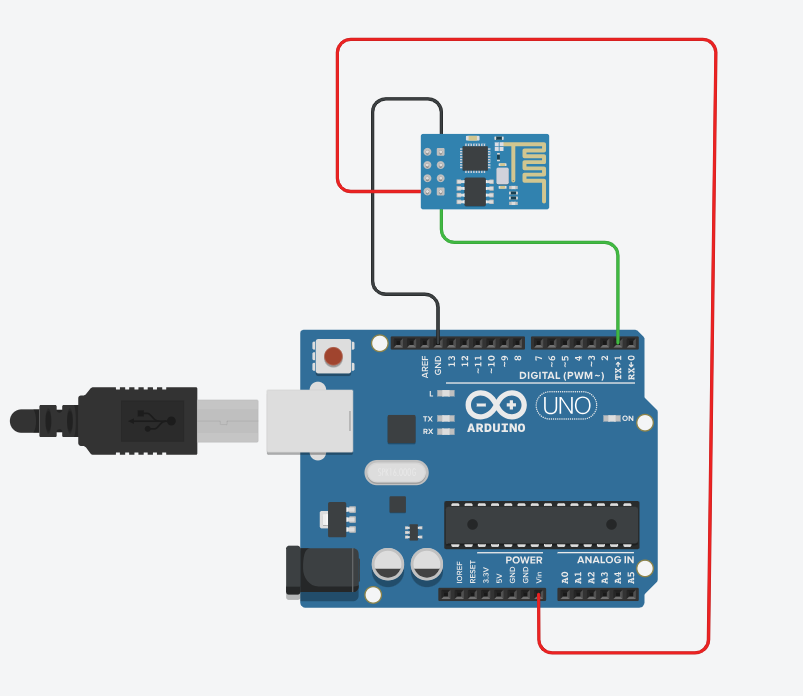 AREF
GND
13
12
~11
~10
~9
8
7
~6
~5
4
~3
2
TX→1
RX←0
DIGITAL (PWM~)
L
TX
RX
ARDUINO
UNO
ON
POWER
ANALOG IN
IOREF
RESET
3.3V
5V
GND
GND
Vin
A0
A1
A2
A3
A4
A5